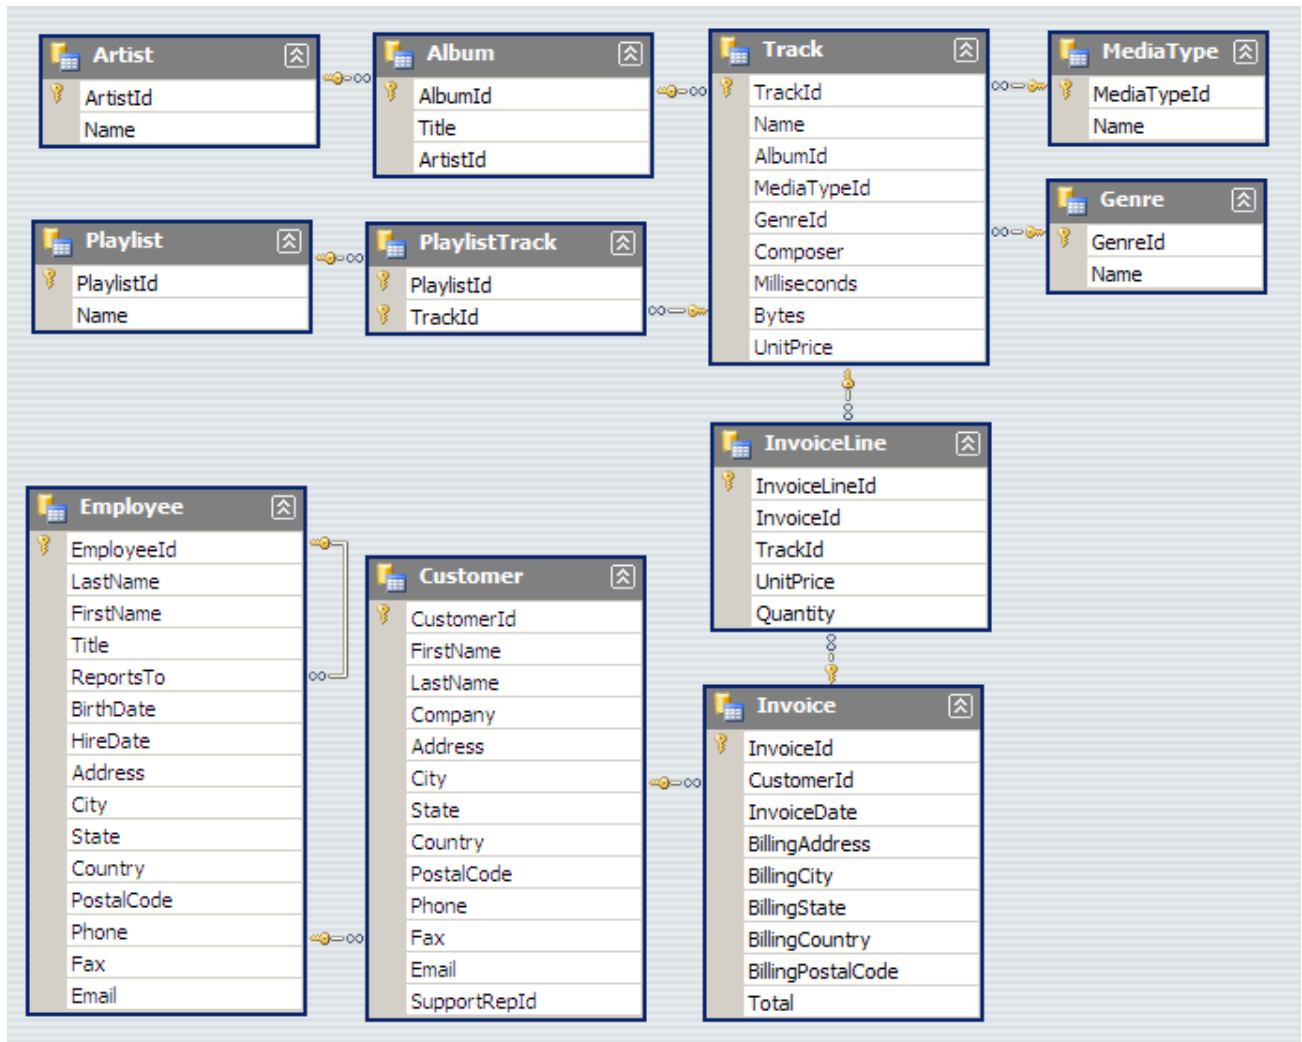 Artist
ArtistId
Name
Album
AlbumId
Title
ArtistId
Track
TrackId
Name
AlbumId
MediaTypeId
GenreId
Composer
Milliseconds
Bytes
UnitPrice
MediaType
MediaTypeId
Name
Genre
GenreId
Name
Playlist
PlaylistId
Name
PlaylistTrack
PlaylistId
TrackId
InvoiceLine
InvoiceLineId
InvoiceId
TrackId
UnitPrice
Quantity
Employee
EmployeeId
LastName
FirstName
Title
ReportsTo
BirthDate
HireDate
Address
City
State
Country
PostalCode
Phone
Fax
Email
Customer
CustomerId
FirstName
LastName
Company
Address
City
State
Country
PostalCode
Phone
Fax
Email
SupportRepId
Invoice
InvoiceId
CustomerId
InvoiceDate
BillingAddress
BillingCity
BillingState
BillingCountry
BillingPostalCode
Total